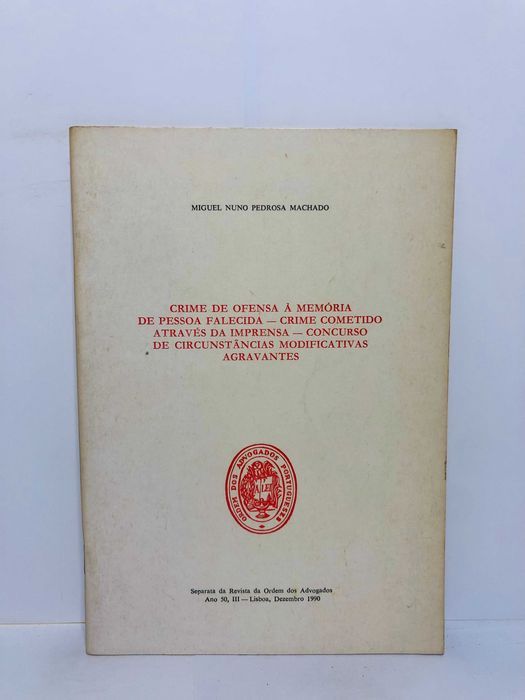 MIGUEL NUNO PEDROSA MACHADO
CRIME DE OFENSA À MEMÓRIA
DE PESSOA FALECIDA — CRIME COMETIDO
ATRAVÉS DA IMPRENSA — CONCURSO
DE CIRCUNSTÂNCIAS MODIFICATIVAS
AGRAVANTES
ORDEM DOS ADVOGADOS PORTUGUESES
LEI
Separata da Revista da Ordem dos Advogados
Ano 50, III — Lisboa, Dezembro 1990